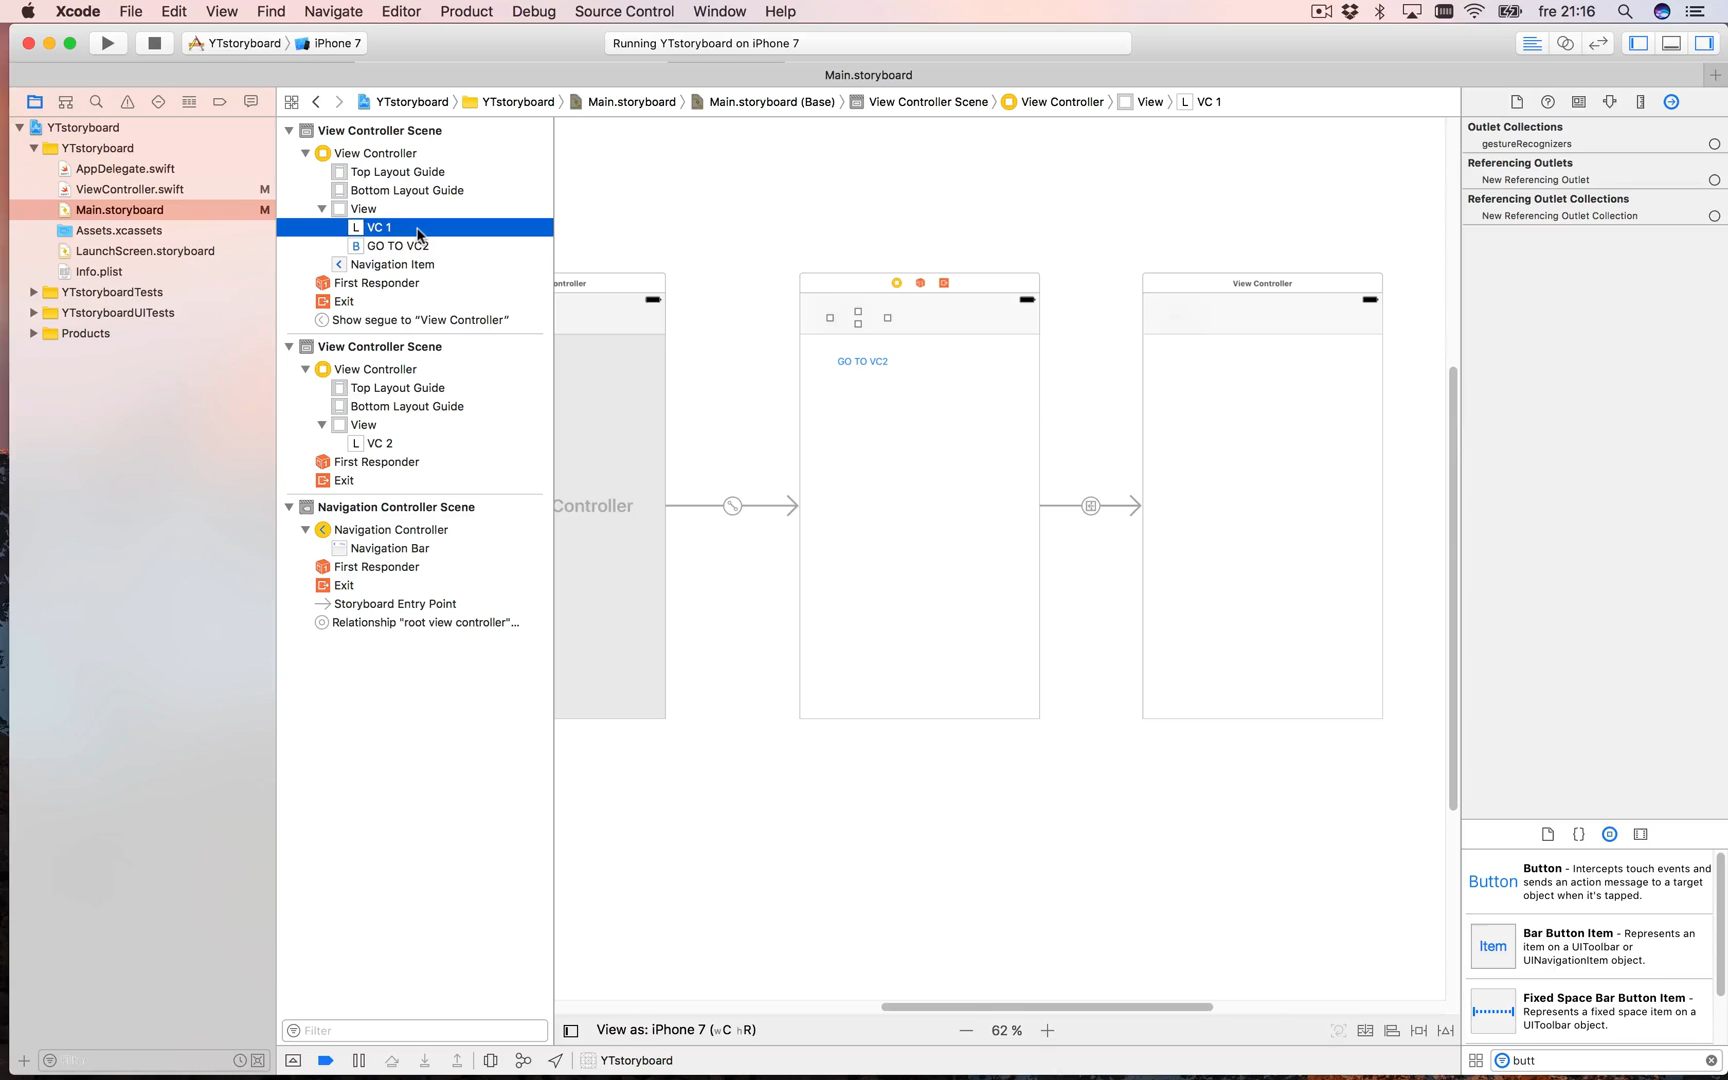 Xcode File Edit View Find Navigate Editor Product Debug Source Control Window Help fre 21:16
YTstoryboard iPhone 7 Running YTstoryboard on iPhone 7
Main.storyboard
YTstoryboard YTstoryboard Main.storyboard Main.storyboard (Base) View Controller Scene View Controller View L VC 1
YTstoryboard
YTstoryboard
AppDelegate.swift
ViewController.swift M
Main.storyboard M
Assets.xcassets
LaunchScreen.storyboard
Info.plist
YTstoryboardTests
YTstoryboardUITests
Products
View Controller Scene
View Controller
Top Layout Guide
Bottom Layout Guide
View
L VC 1
B GO TO VC2
Navigation Item
First Responder
Exit
Show segue to “View Controller”
View Controller Scene
View Controller
Top Layout Guide
Bottom Layout Guide
View
L VC 2
First Responder
Exit
Navigation Controller Scene
Navigation Controller
Navigation Bar
First Responder
Exit
Storyboard Entry Point
Relationship "root view controller"...
Filter
ontroller
Controller
GO TO VC2
View Controller
View as: iPhone 7 (wC hR) 62 %
YTstoryboard
Outlet Collections
gestureRecognizers
Referencing Outlets
New Referencing Outlet
Referencing Outlet Collections
New Referencing Outlet Collection
Button
Button - Intercepts touch events and
sends an action message to a target
object when it's tapped.
Item
Bar Button Item - Represents an
item on a UIToolbar or
UINavigationItem object.
Fixed Space Bar Button Item -
Represents a fixed space item on a
UIToolbar object.
butt